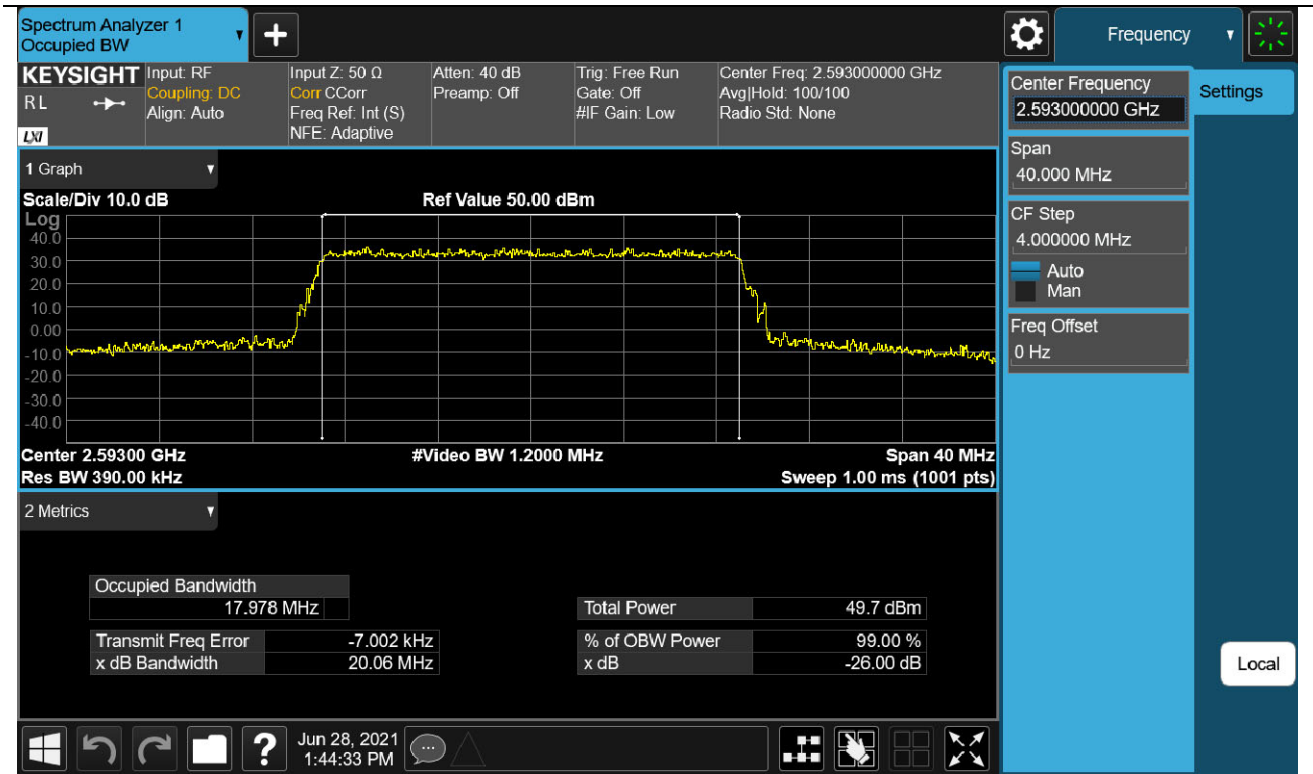 Spectrum Analyzer 1
Occupied BW
Frequency
KEYSIGHT
RL
LXI
Input: RF
Coupling: DC
Align: Auto
Input Z: 50 Ω
Corr CCorr
Freq Ref: Int (S)
NFE: Adaptive
Atten: 40 dB
Preamp: Off
Trig: Free Run
Gate: Off
#IF Gain: Low
Center Freq: 2.593000000 GHz
Avg|Hold: 100/100
Radio Std: None
Center Frequency
2.593000000 GHz
Settings
Span
40.000 MHz
CF Step
4.000000 MHz
Auto
Man
Freq Offset
0 Hz
1 Graph
Scale/Div 10.0 dB
Ref Value 50.00 dBm
Log
40.0
30.0
20.0
10.0
0.00
-10.0
-20.0
-30.0
-40.0
Center 2.59300 GHz
#Video BW 1.2000 MHz
Span 40 MHz
Res BW 390.00 kHz
Sweep 1.00 ms (1001 pts)
2 Metrics
Occupied Bandwidth
17.978 MHz
Total Power 49.7 dBm
Transmit Freq Error -7.002 kHz
% of OBW Power 99.00 %
x dB Bandwidth 20.06 MHz
x dB -26.00 dB
Local
Jun 28, 2021
1:44:33 PM